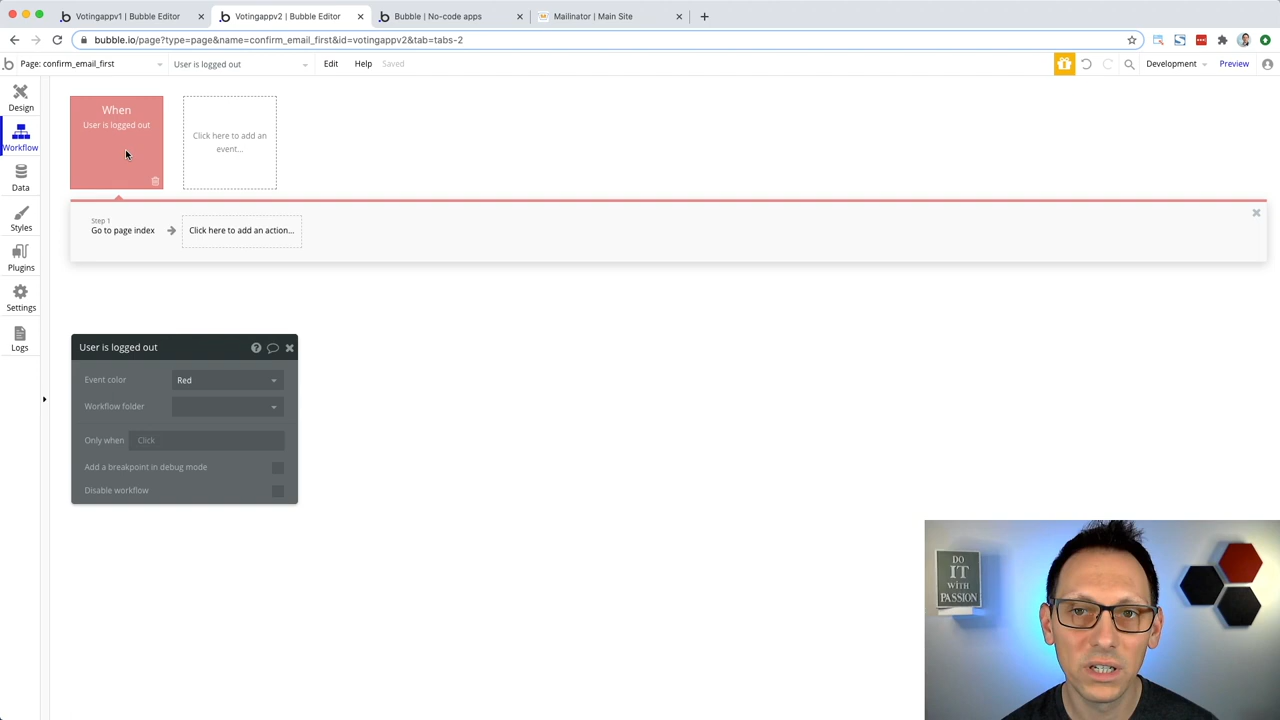 Votingappv1 | Bubble Editor
Votingappv2 | Bubble Editor
Bubble | No-code apps
Mailinator | Main Site
bubble.io/page?type=page&name=confirm_email_first&id=votingappv2&tab=tabs-2
Page: confirm_email_first
User is logged out
Edit
Help
Saved
Development
Preview
Design
Workflow
Data
Styles
Plugins
Settings
Logs
When
User is logged out
Click here to add an
event...
Step 1
Go to page index
Click here to add an action...
User is logged out
Event color
Red
Workflow folder
Only when
Click
Add a breakpoint in debug mode
Disable workflow
DO
IT
WITH
PASSION